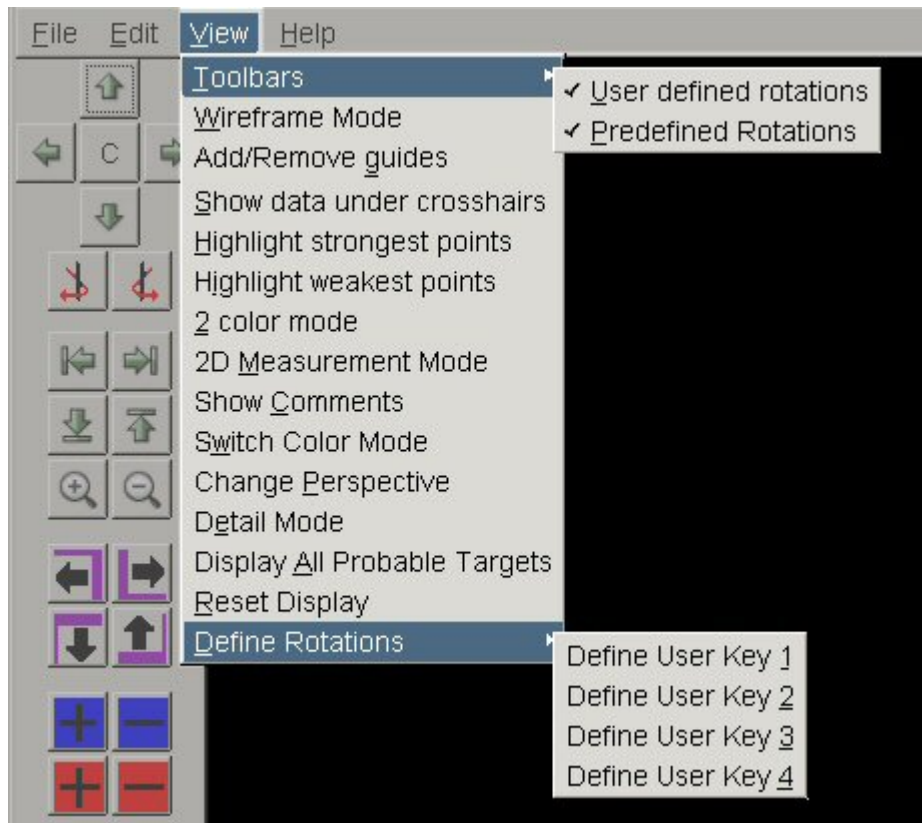 File Edit View Help
Toolbars
User defined rotations
Predefined Rotations
Wireframe Mode
Add/Remove guides
Show data under crosshairs
Highlight strongest points
Highlight weakest points
2 color mode
2D Measurement Mode
Show Comments
Switch Color Mode
Change Perspective
Detail Mode
Display All Probable Targets
Reset Display
Define Rotations
Define User Key 1
Define User Key 2
Define User Key 3
Define User Key 4
C